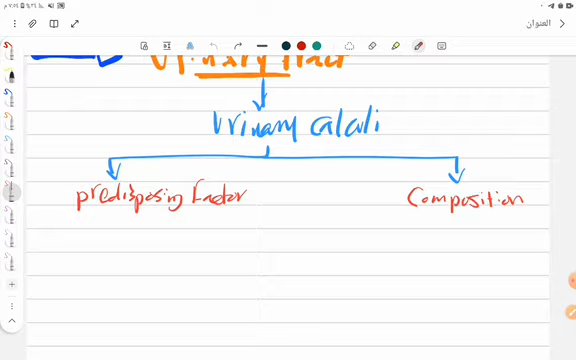 العنوان
Urinary Tract
Urinary Calculi
predisposing Factor
Composition